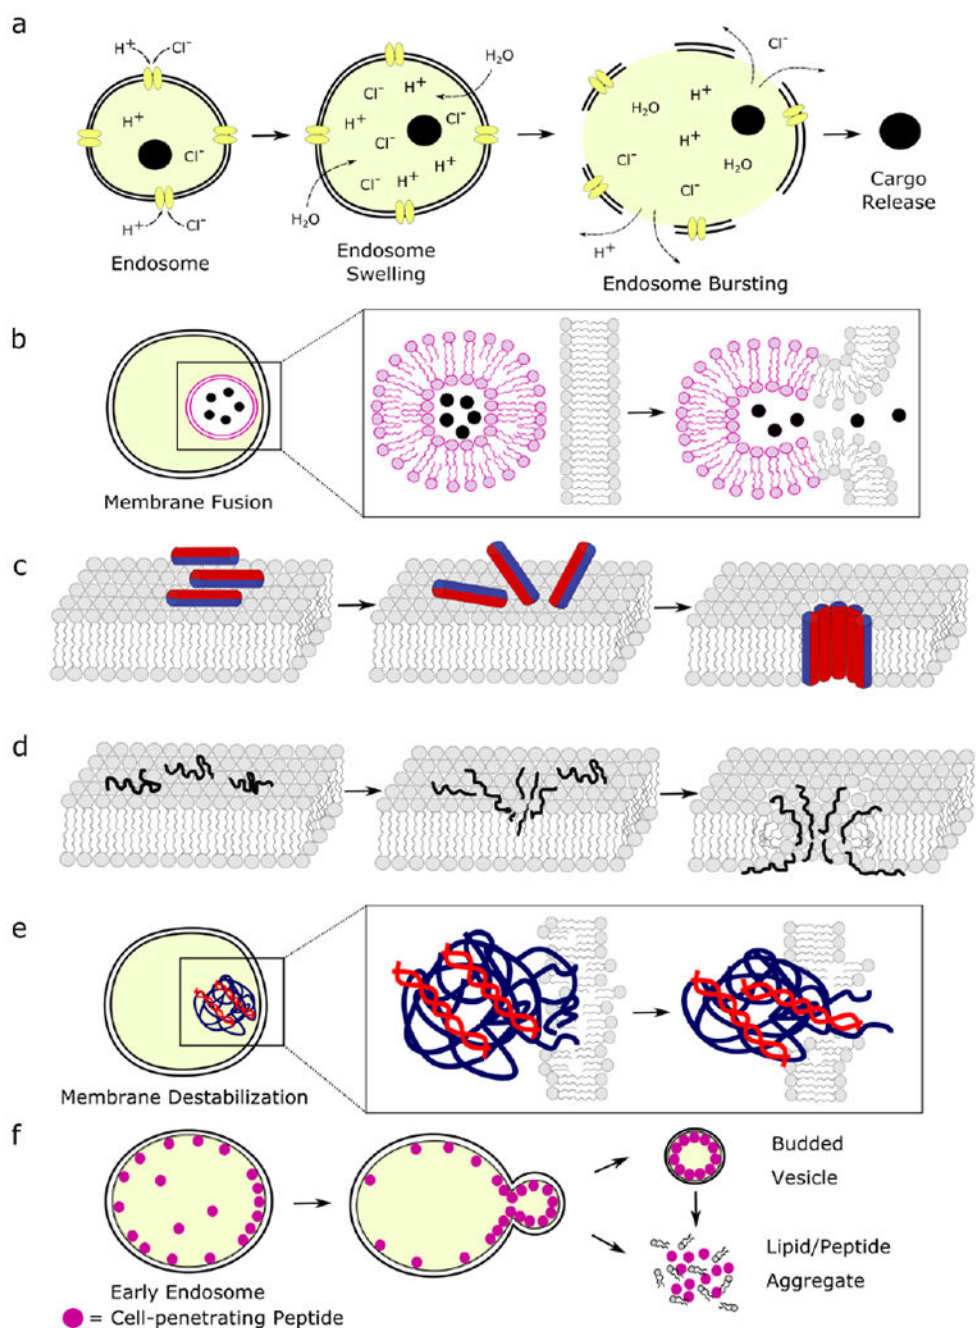 a
H⁺ Cl⁻
H⁺
Cl⁻
H⁺ Cl⁻
Endosome
H₂O
Cl⁻ H⁺
H⁺ Cl⁻ Cl⁻
Cl⁻ H⁺ H⁺
H₂O
Endosome
Swelling
Cl⁻
H₂O H⁺
H⁺
Cl⁻ H₂O
Cl⁻
H⁺
Endosome Bursting
Cargo
Release
b
Membrane Fusion
c
d
e
Membrane Destabilization
f
Early Endosome
= Cell-penetrating Peptide
Budded
Vesicle
Lipid/Peptide
Aggregate